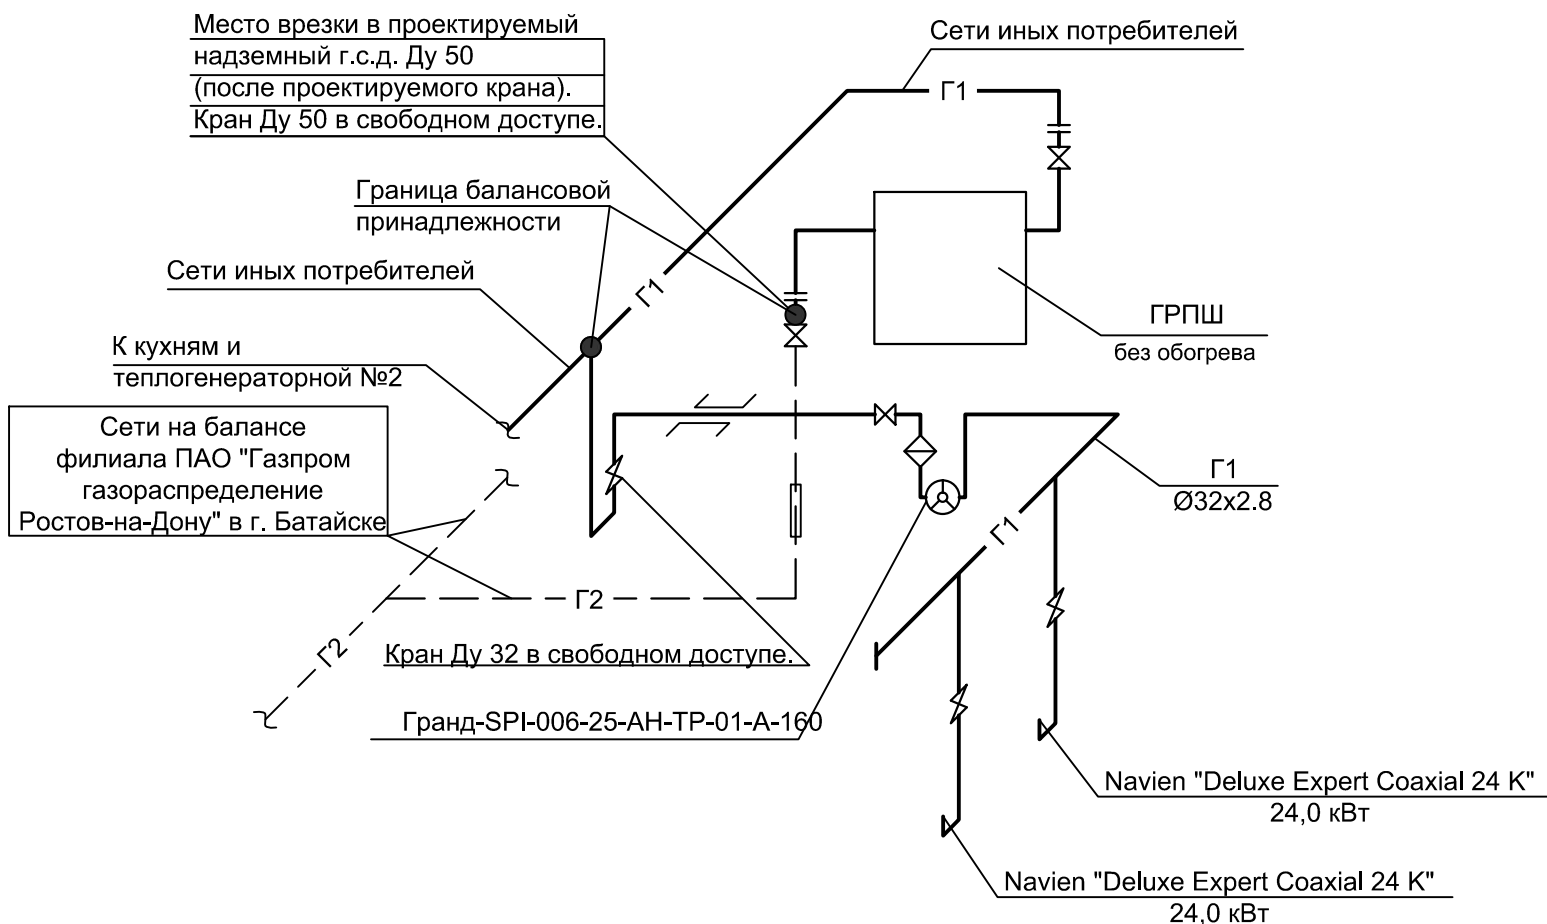 Место врезки в проектируемый
надземный г.с.д. Ду 50
(после проектируемого крана).
Кран Ду 50 в свободном доступе.
Сети иных потребителей
Г1
Граница балансовой
принадлежности
Сети иных потребителей
Г1
ГРПШ
без обогрева
К кухням и
теплогенераторной №2
Сети на балансе
филиала ПАО "Газпром
газораспределение
Ростов-на-Дону" в г. Батайске
Г1
Ø32х2.8
Г1
Г2
Г2
Кран Ду 32 в свободном доступе.
Гранд-SPI-006-25-АН-ТР-01-А-160
Navien "Deluxe Expert Coaxial 24 K"
24,0 кВт
Navien "Deluxe Expert Coaxial 24 K"
24,0 кВт